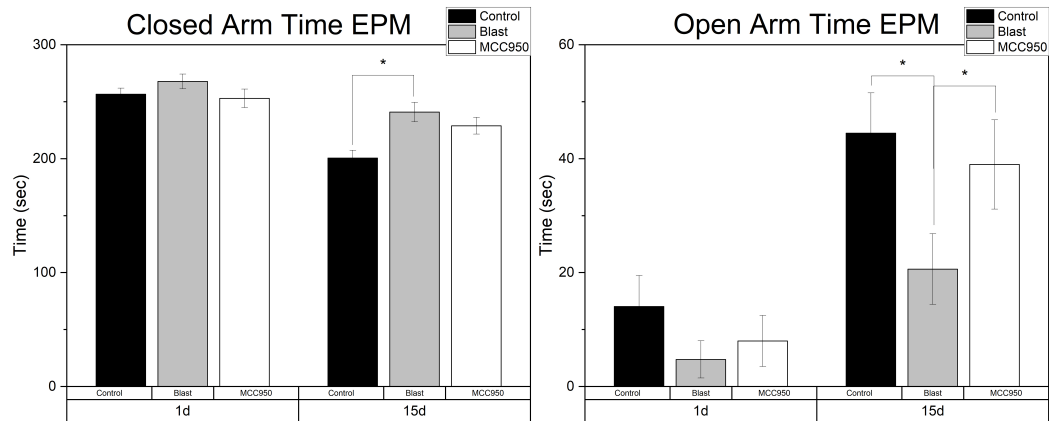 Closed Arm Time EPM
Control
Blast
MCC950
300
200
100
0
Time (sec)
*
Control Blast MCC950 Control Blast MCC950
1d 15d
Open Arm Time EPM
Control
Blast
MCC950
60
40
20
0
Time (sec)
* *
Control Blast MCC950 Control Blast MCC950
1d 15d